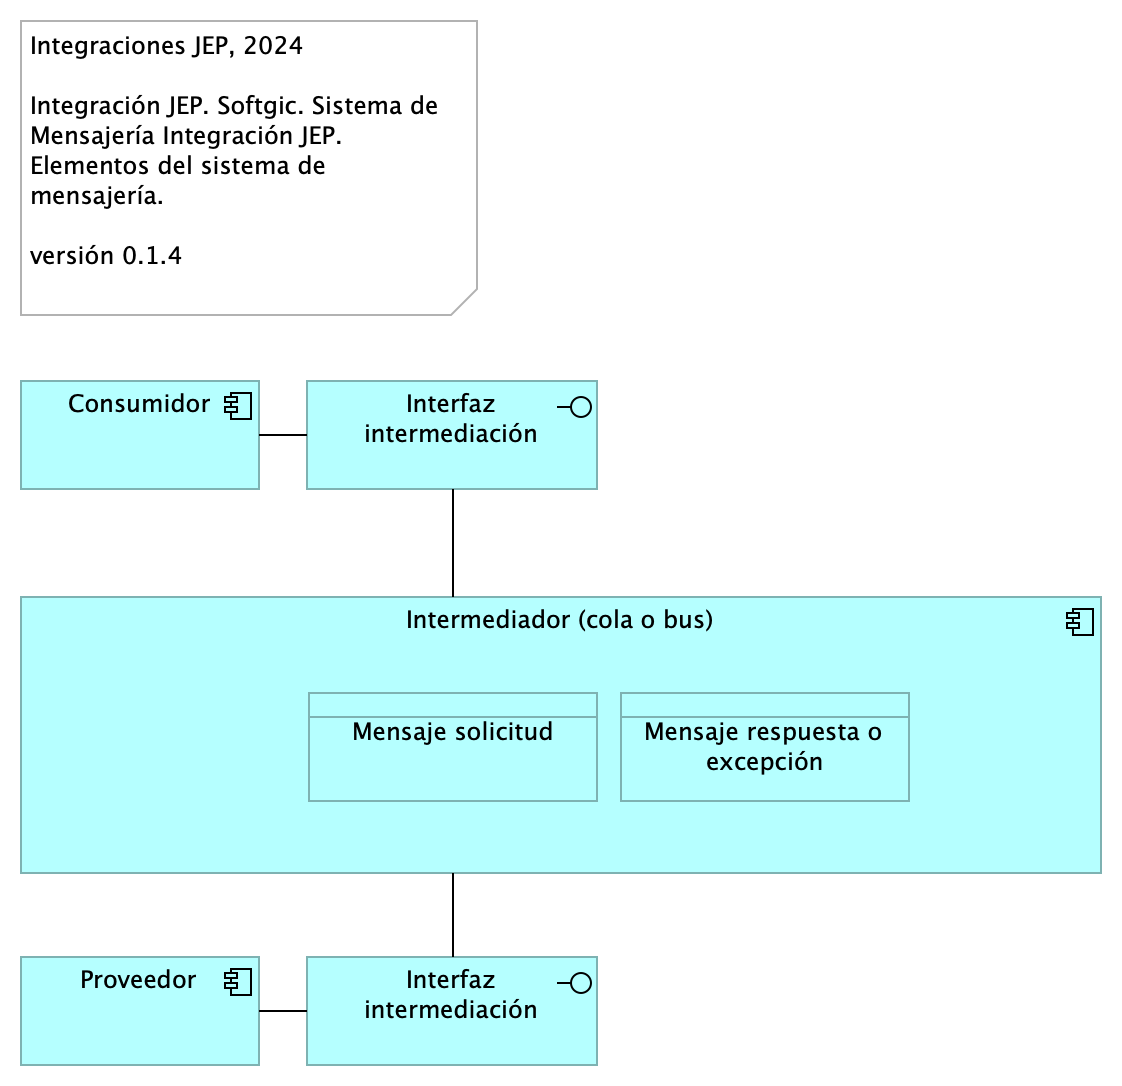 Integraciones JEP, 2024
Integración JEP. Softgic. Sistema de
Mensajería Integración JEP.
Elementos del sistema de
mensajería.
versión 0.1.4
Consumidor
Interfaz
intermediación
Intermediador (cola o bus)
Mensaje solicitud
Mensaje respuesta o
excepción
Proveedor
Interfaz
intermediación